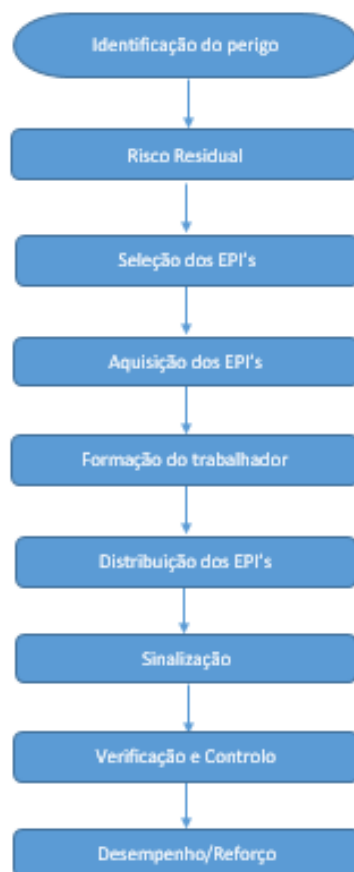 Identificação do perigo
Risco Residual
Seleção dos EPI's
Aquisição dos EPI's
Formação do trabalhador
Distribuição dos EPI's
Sinalização
Verificação e Controlo
Desempenho/Reforço